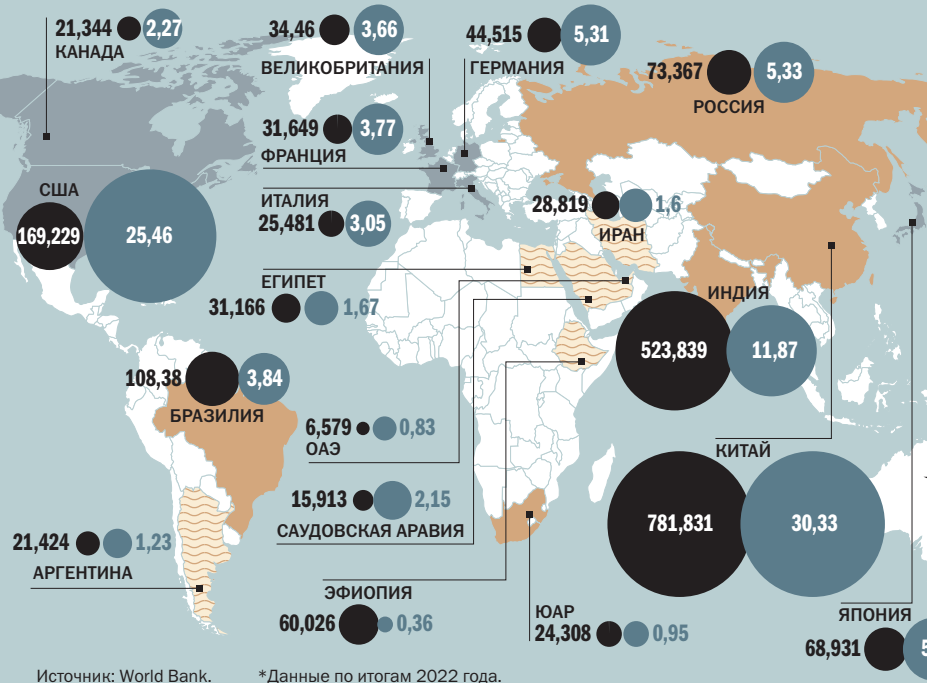 21,344 2,27
КАНАДА
34,46 3,66
ВЕЛИКОБРИТАНИЯ
44,515 5,31
ГЕРМАНИЯ
73,367 5,33
РОССИЯ
31,649 3,77
ФРАНЦИЯ
США
169,229 25,46
ИТАЛИЯ
25,481 3,05
28,819 1,6
ИРАН
ЕГИПЕТ
31,166 1,67
ИНДИЯ
523,839 11,87
108,38 3,84
БРАЗИЛИЯ
6,579 0,83
ОАЭ
КИТАЙ
781,831 30,33
15,913 2,15
САУДОВСКАЯ АРАВИЯ
21,424 1,23
АРГЕНТИНА
ЭФИОПИЯ
60,026 0,36
ЮАР
24,308 0,95
ЯПОНИЯ
68,931 5
Источник: World Bank. *Данные по итогам 2022 года.